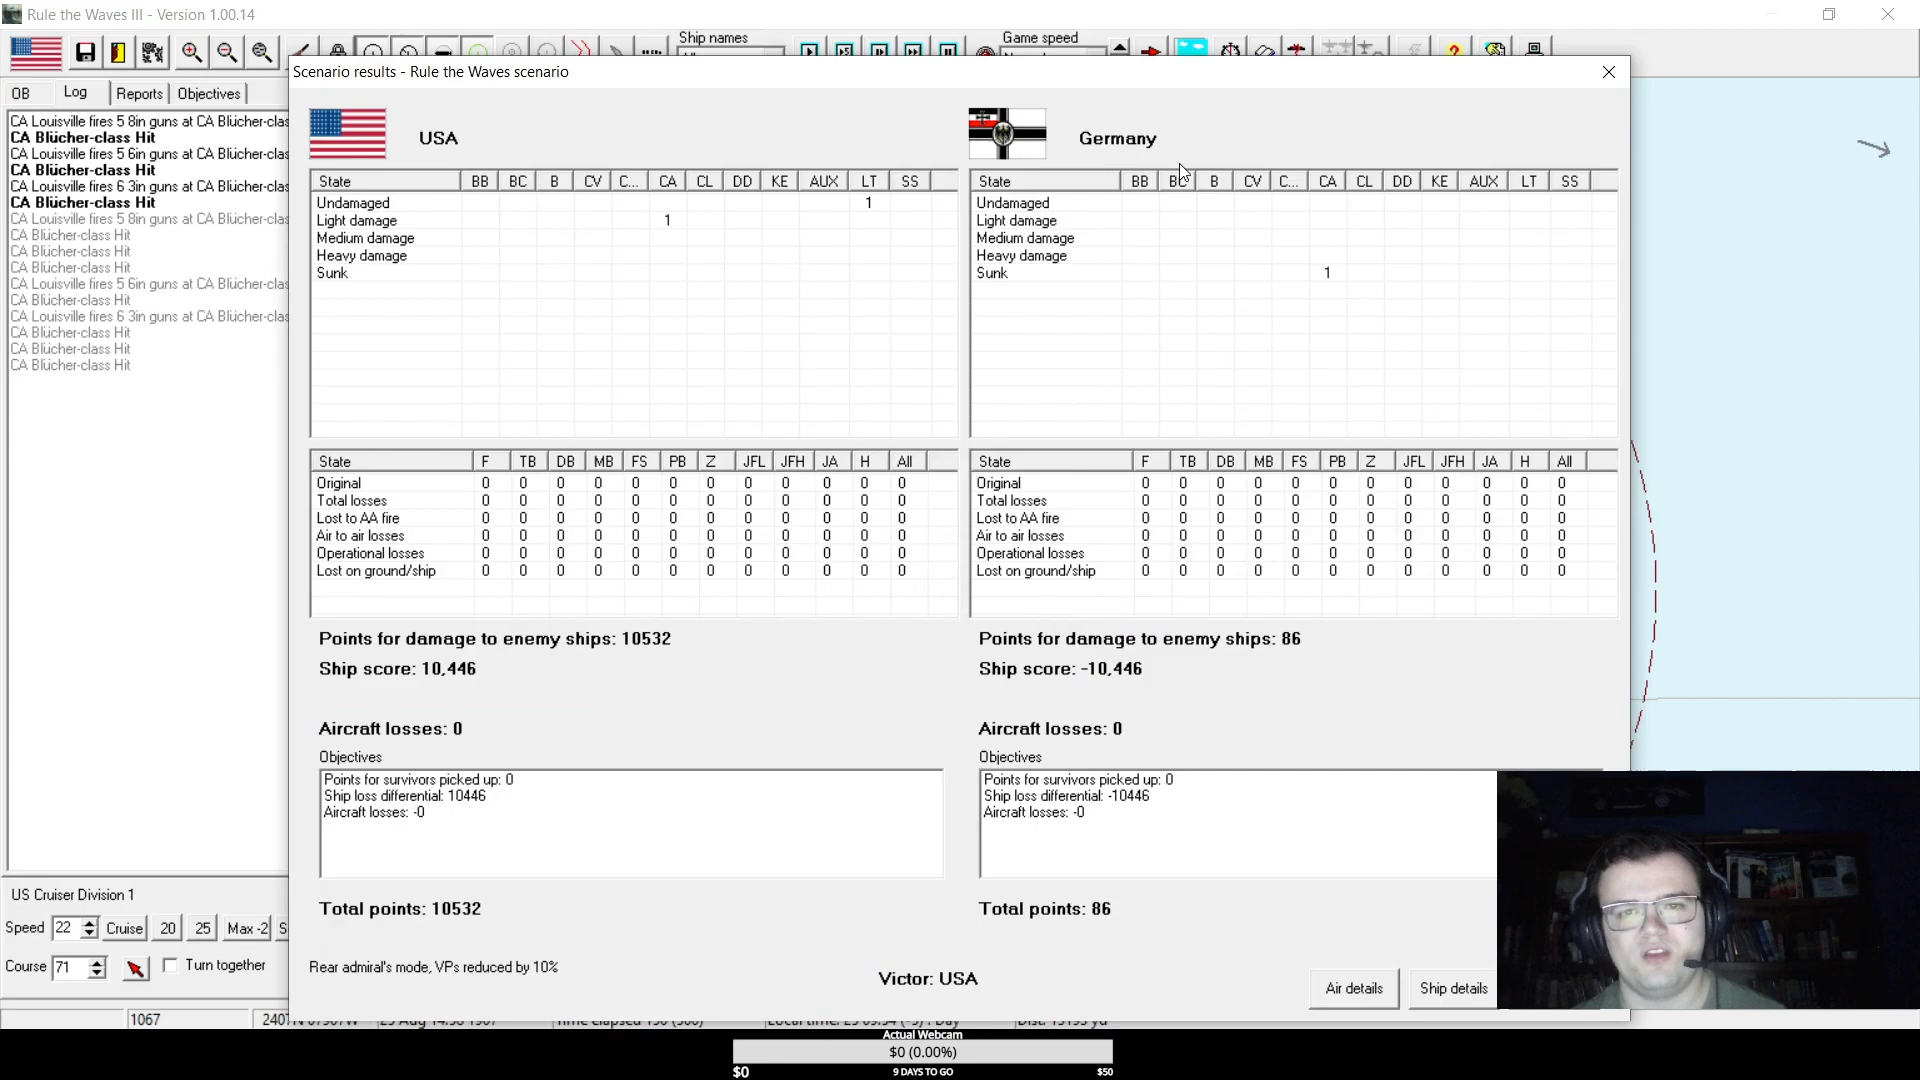 Rule the Waves III - Version 1.00.14
Ship names
Game speed
Scenario results - Rule the Waves scenario
OB Log Reports Objectives
CA Louisville fires 5 8in guns at CA Blücher-clas
CA Blücher-class Hit
CA Louisville fires 5 6in guns at CA Blücher-clas
CA Blücher-class Hit
CA Louisville fires 6 3in guns at CA Blücher-clas
CA Blücher-class Hit
CA Louisville fires 5 8in guns at CA Blücher-clas
CA Blücher-class Hit
CA Blücher-class Hit
CA Blücher-class Hit
CA Louisville fires 5 6in guns at CA Blücher-clas
CA Blücher-class Hit
CA Louisville fires 6 3in guns at CA Blücher-clas
CA Blücher-class Hit
CA Blücher-class Hit
CA Blücher-class Hit
US Cruiser Division 1
Speed 22 Cruise 20 25 Max -2 S
Course 71 Turn together
USA
State BB BC B CV C... CA CL DD KE AUX LT SS
Undamaged 1
Light damage 1
Medium damage
Heavy damage
Sunk
State F TB DB MB FS PB Z JFL JFH JA H All
Original 0 0 0 0 0 0 0 0 0 0 0 0
Total losses 0 0 0 0 0 0 0 0 0 0 0 0
Lost to AA fire 0 0 0 0 0 0 0 0 0 0 0 0
Air to air losses 0 0 0 0 0 0 0 0 0 0 0 0
Operational losses 0 0 0 0 0 0 0 0 0 0 0 0
Lost on ground/ship 0 0 0 0 0 0 0 0 0 0 0 0
Points for damage to enemy ships: 10532
Ship score: 10,446
Aircraft losses: 0
Objectives
Points for survivors picked up: 0
Ship loss differential: 10446
Aircraft losses: -0
Total points: 10532
Rear admiral's mode, VPs reduced by 10%
Germany
State BB BC B CV C... CA CL DD KE AUX LT SS
Undamaged
Light damage
Medium damage
Heavy damage
Sunk 1
State F TB DB MB FS PB Z JFL JFH JA H All
Original 0 0 0 0 0 0 0 0 0 0 0 0
Total losses 0 0 0 0 0 0 0 0 0 0 0 0
Lost to AA fire 0 0 0 0 0 0 0 0 0 0 0 0
Air to air losses 0 0 0 0 0 0 0 0 0 0 0 0
Operational losses 0 0 0 0 0 0 0 0 0 0 0 0
Lost on ground/ship 0 0 0 0 0 0 0 0 0 0 0 0
Points for damage to enemy ships: 86
Ship score: -10,446
Aircraft losses: 0
Objectives
Points for survivors picked up: 0
Ship loss differential: -10446
Aircraft losses: -0
Total points: 86
Victor: USA
Air details Ship details
1067
Actual Webcam
$0 (0.00%)
$0 9 DAYS TO GO $50